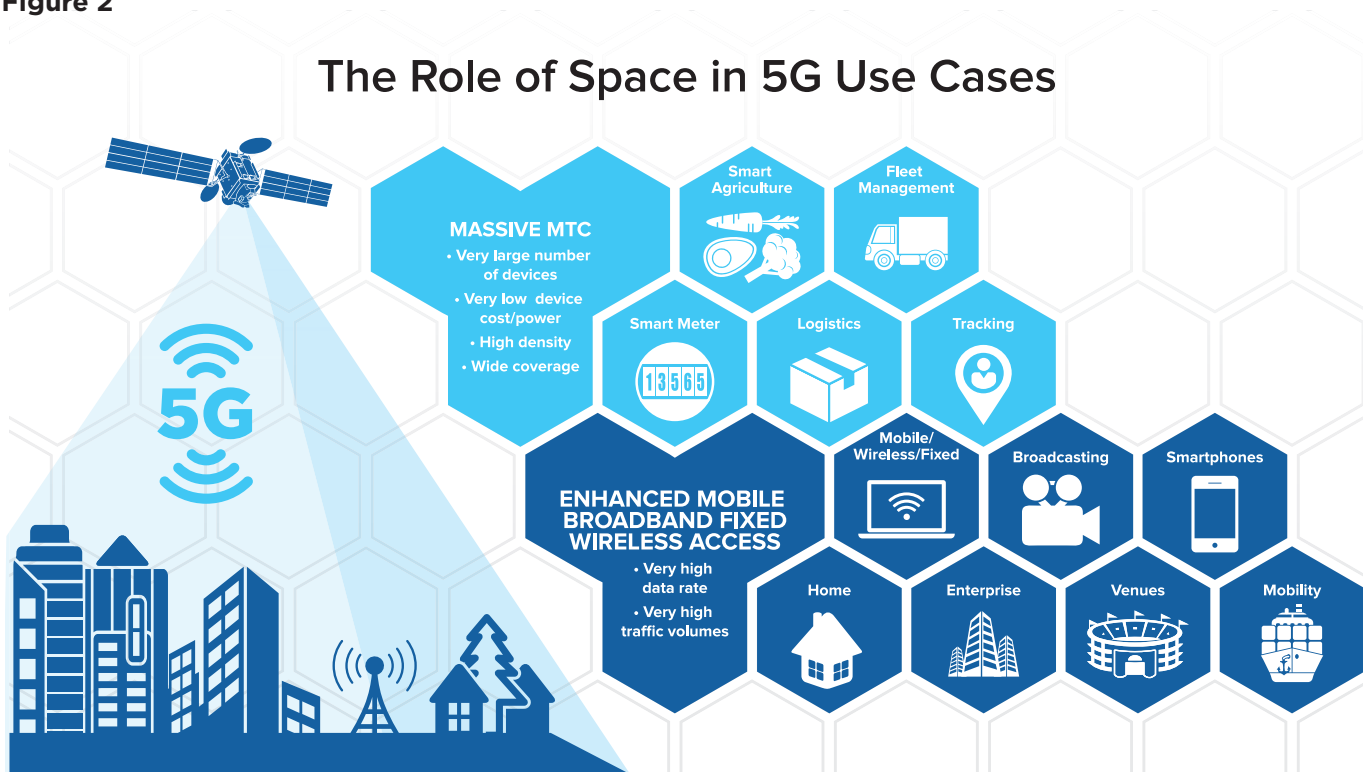 Figure 2
The Role of Space in 5G Use Cases
5G
MASSIVE MTC
• Very large number
of devices
• Very low device
cost/power
• High density
• Wide coverage
Smart
Agriculture
Fleet
Management
Smart Meter
13565
Logistics
Tracking
ENHANCED MOBILE
BROADBAND FIXED
WIRELESS ACCESS
• Very high
data rate
• Very high
traffic volumes
Mobile/
Wireless/Fixed
Broadcasting
Smartphones
Home
Enterprise
Venues
Mobility